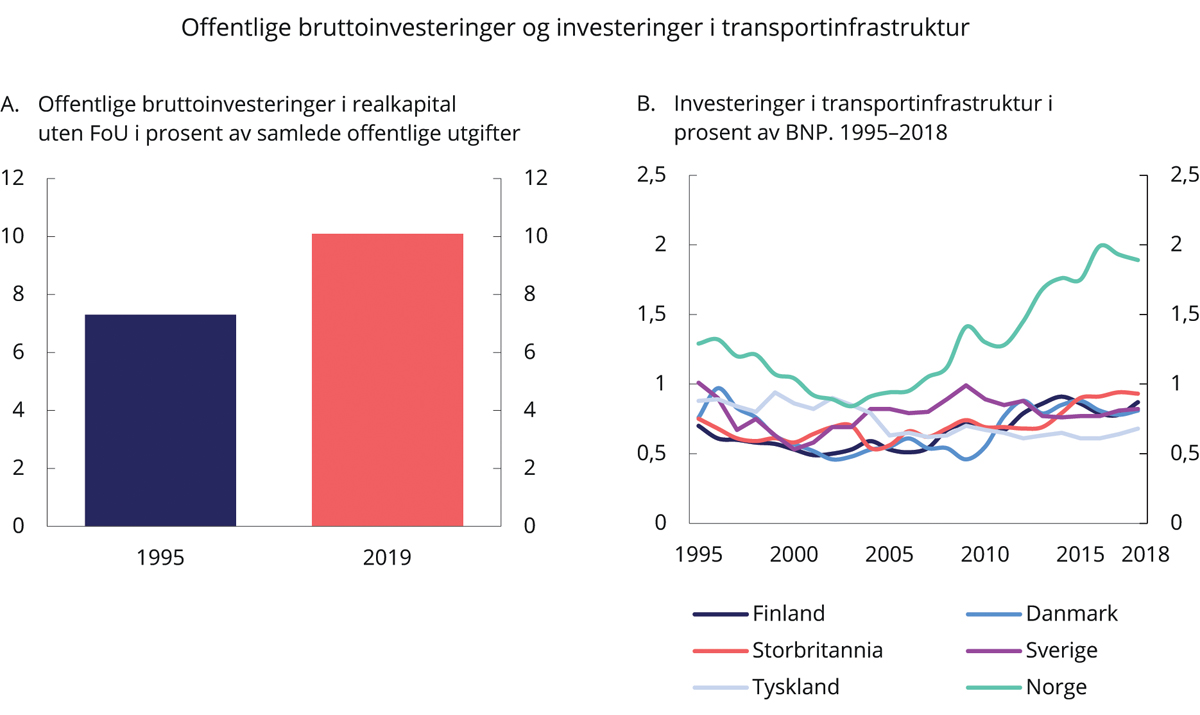 Offentlige bruttoinvesteringer og investeringer i transportinfrastruktur
A. Offentlige bruttoinvesteringer i realkapital
uten FoU i prosent av samlede offentlige utgifter
12
10
8
6
4
2
0
12
10
8
6
4
2
0
1995
2019
B. Investeringer i transportinfrastruktur i
prosent av BNP. 1995–2018
2,5
2
1,5
1
0,5
0
2,5
2
1,5
1
0,5
0
1995 2000 2005 2010 2015 2018
Finland
Danmark
Storbritannia
Sverige
Tyskland
Norge